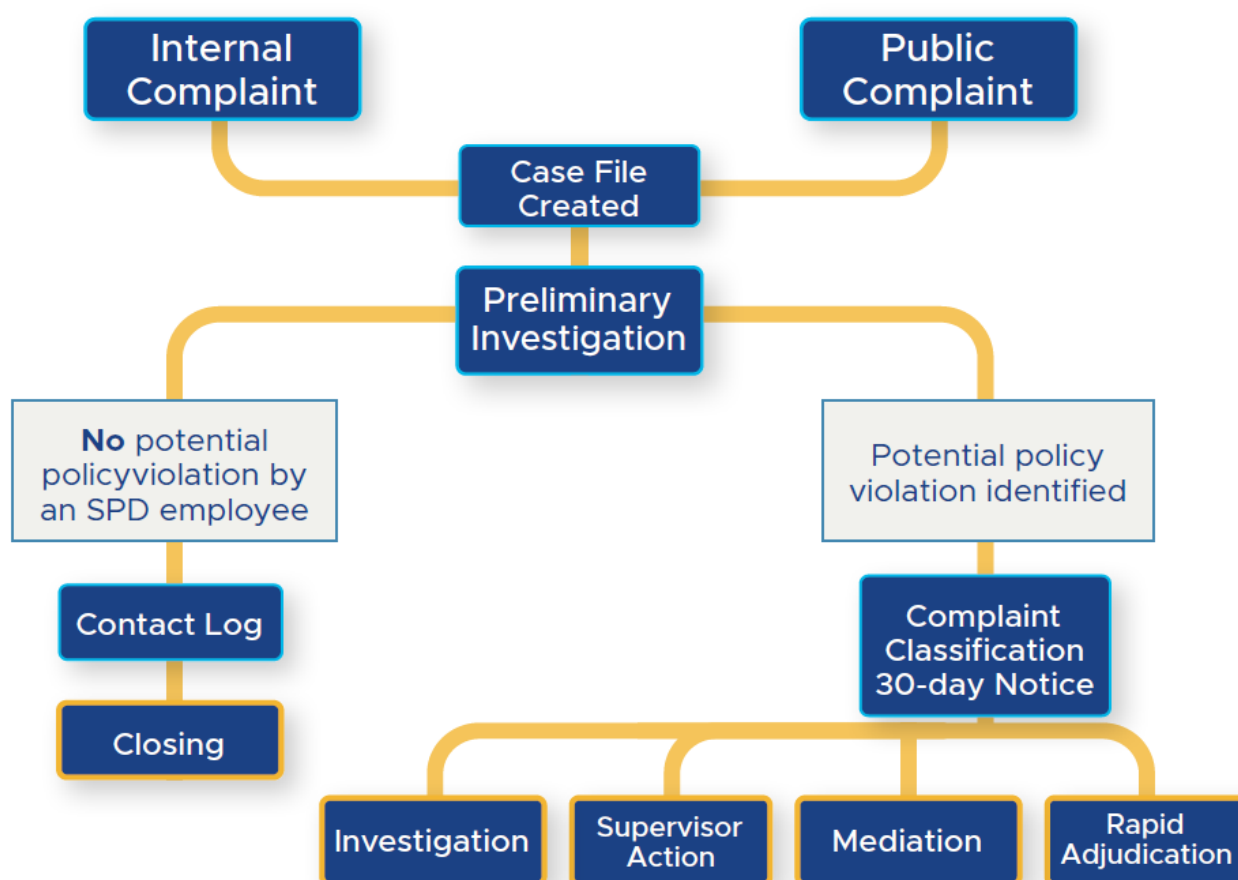 Internal
Complaint
Public
Complaint
Case File
Created
Preliminary
Investigation
No potential
policyviolation by
an SPD employee
Potential policy
violation identified
Contact Log
Complaint
Classification
30-day Notice
Closing
Investigation
Supervisor
Action
Mediation
Rapid
Adjudication